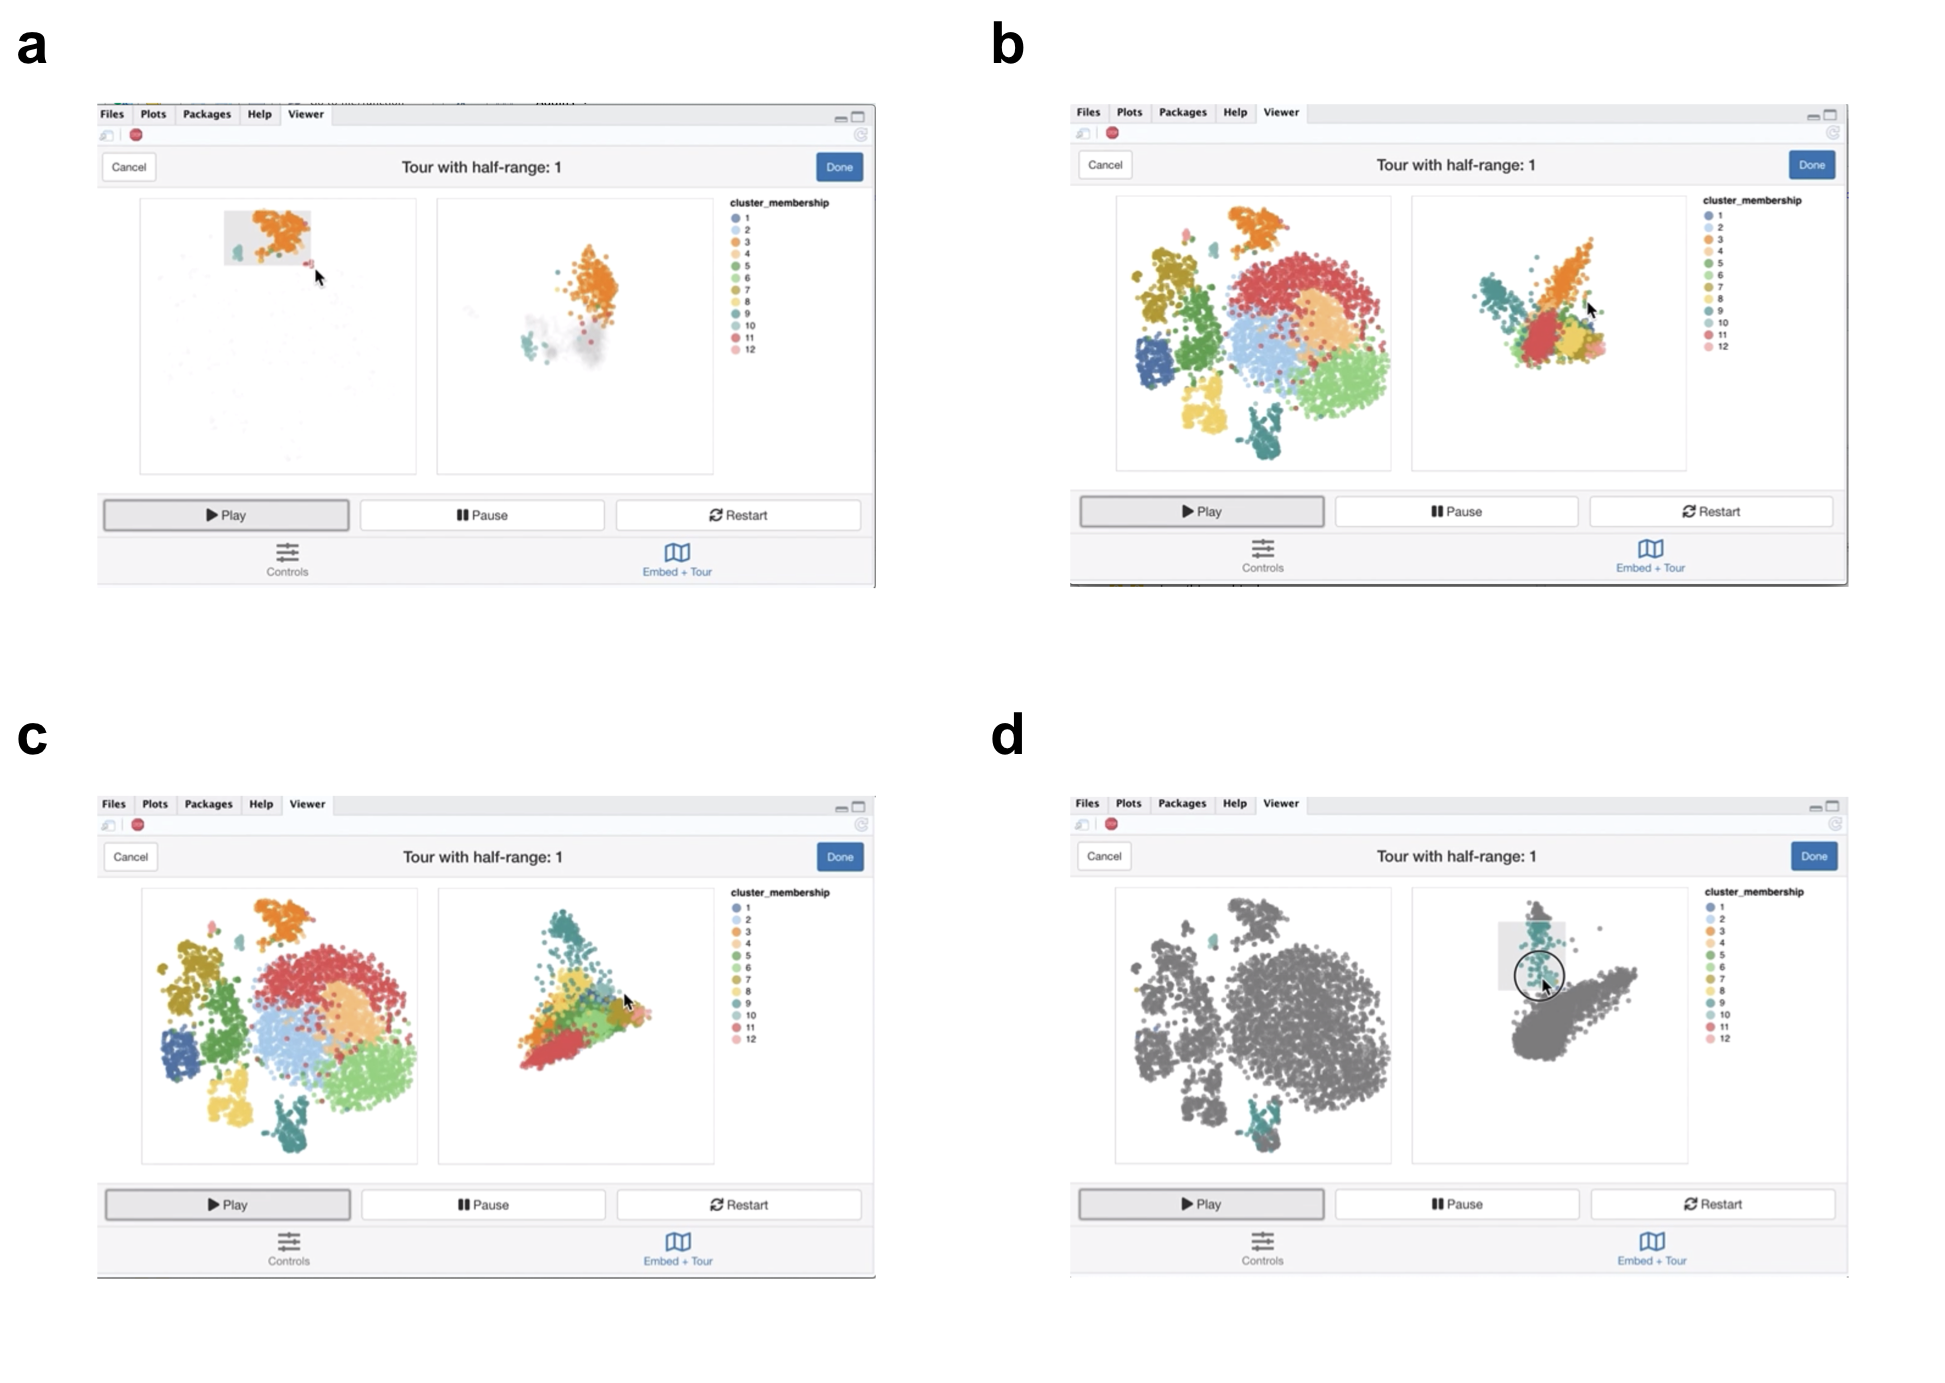 a
Files Plots Packages Help Viewer
Cancel Tour with half-range: 1 Done
cluster_membership
1
2
3
4
5
6
7
8
9
10
11
12
Play Pause Restart
Controls Embed + Tour
b
Files Plots Packages Help Viewer
Cancel Tour with half-range: 1 Done
cluster_membership
1
2
3
4
5
6
7
8
9
10
11
12
Play Pause Restart
Controls Embed + Tour
c
Files Plots Packages Help Viewer
Cancel Tour with half-range: 1 Done
cluster_membership
1
2
3
4
5
6
7
8
9
10
11
12
Play Pause Restart
Controls Embed + Tour
d
Files Plots Packages Help Viewer
Cancel Tour with half-range: 1 Done
cluster_membership
1
2
3
4
5
6
7
8
9
10
11
12
Play Pause Restart
Controls Embed + Tour